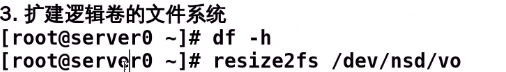 3. 扩建逻辑卷的文件系统
[root@server0 ~]# df -h
[root@server0 ~]# resize2fs /dev/nsd/vo